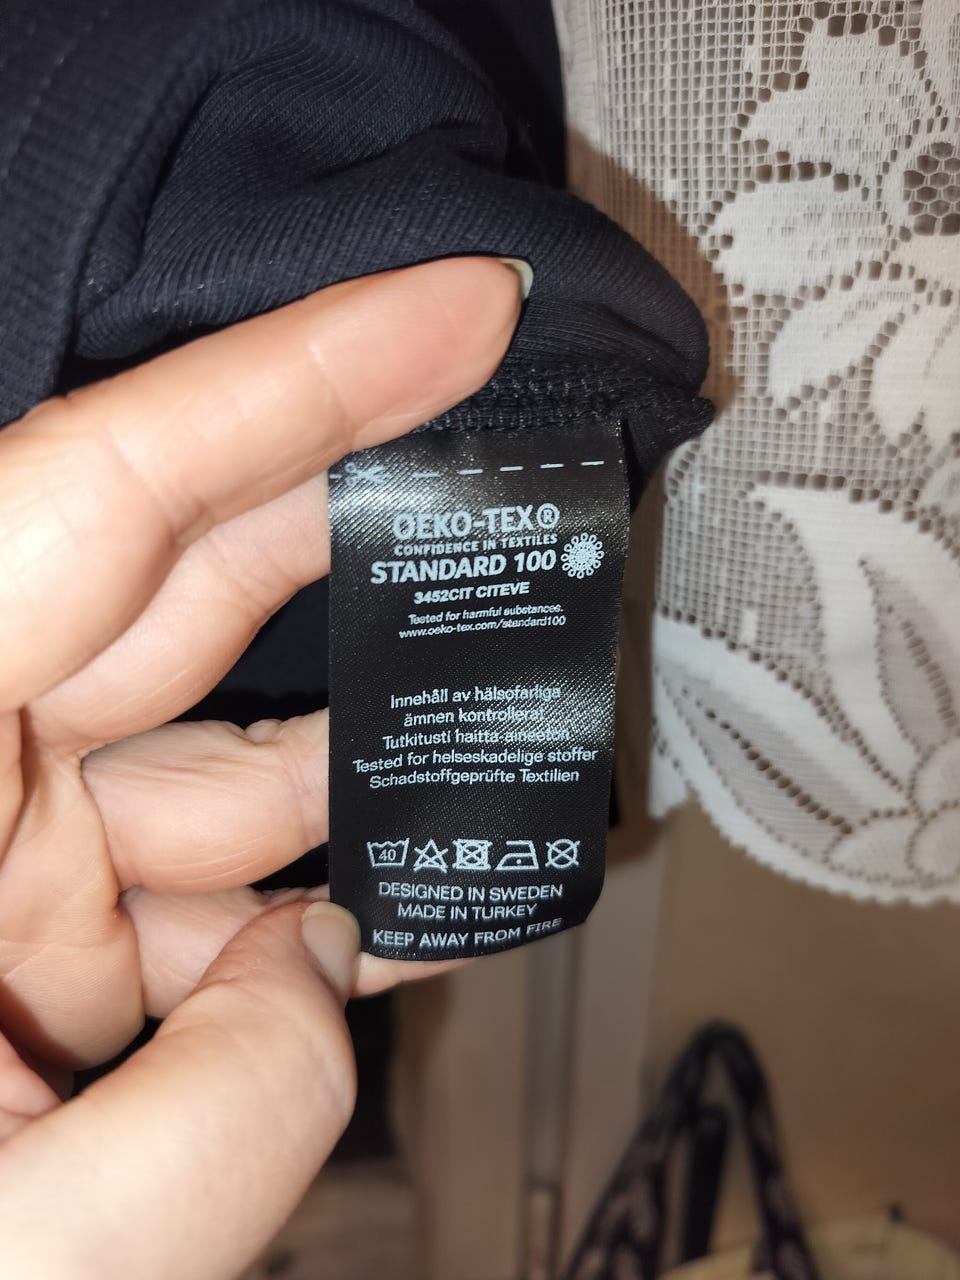 OEKO-TEX®
CONFIDENCE IN TEXTILES
STANDARD 100
3452CIT CITEVE
Tested for harmful substances.
www.oeko-tex.com/standard100
Innehåll av hälsofarliga
ämnen kontrollerat
Tutkitusti haitta-aineeton
Tested for helseskadelige stoffer
Schadstoffgeprüfte Textilien
40
DESIGNED IN SWEDEN
MADE IN TURKEY
KEEP AWAY FROM FIRE